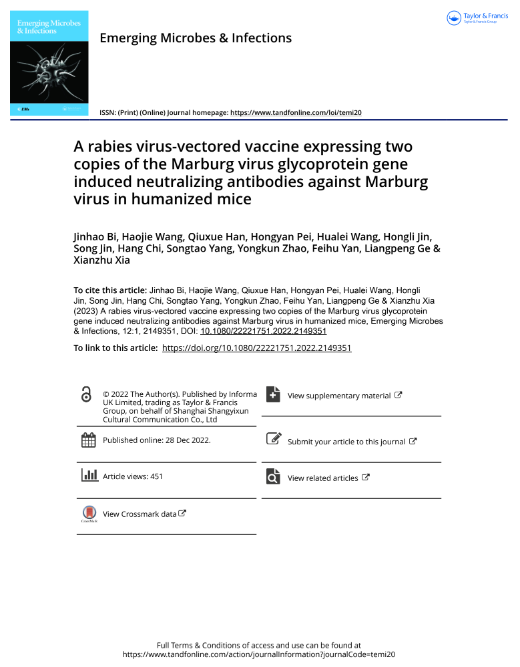 Emerging Microbes
& Infections
Taylor & Francis
Taylor & Francis Group
Emerging Microbes & Infections
ISSN: (Print) (Online) Journal homepage: https://www.tandfonline.com/loi/temi20
A rabies virus-vectored vaccine expressing two
copies of the Marburg virus glycoprotein gene
induced neutralizing antibodies against Marburg
virus in humanized mice
Jinhao Bi, Haojie Wang, Qiuxue Han, Hongyan Pei, Hualei Wang, Hongli Jin,
Song Jin, Hang Chi, Songtao Yang, Yongkun Zhao, Feihu Yan, Liangpeng Ge &
Xianzhu Xia
To cite this article: Jinhao Bi, Haojie Wang, Qiuxue Han, Hongyan Pei, Hualei Wang, Hongli
Jin, Song Jin, Hang Chi, Songtao Yang, Yongkun Zhao, Feihu Yan, Liangpeng Ge & Xianzhu Xia
(2023) A rabies virus-vectored vaccine expressing two copies of the Marburg virus glycoprotein
gene induced neutralizing antibodies against Marburg virus in humanized mice, Emerging Microbes
& Infections, 12:1, 2149351, DOI: 10.1080/22221751.2022.2149351
To link to this article: https://doi.org/10.1080/22221751.2022.2149351
© 2022 The Author(s). Published by Informa
UK Limited, trading as Taylor & Francis
Group, on behalf of Shanghai Shangyixun
Cultural Communication Co., Ltd
View supplementary material
Published online: 28 Dec 2022.
Submit your article to this journal
Article views: 451
View related articles
View Crossmark data
CrossMark
Full Terms & Conditions of access and use can be found at
https://www.tandfonline.com/action/journalInformation?journalCode=temi20